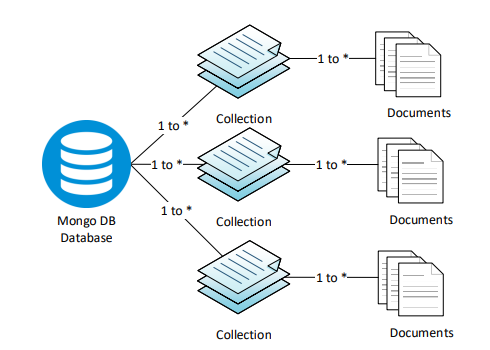 1 to *
Documents
1 to *
Collection
1 to *
1 to *
Documents
Mongo DB
Database
1 to *
Collection
1 to *
Documents
Collection